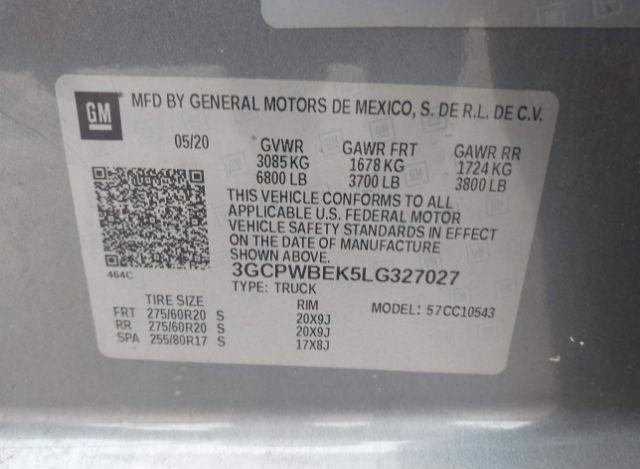 GM MFD BY GENERAL MOTORS DE MEXICO, S. DE R.L. DE C.V.
05/20 GVWR GAWR FRT GAWR RR
3085 KG 1678 KG 1724 KG
6800 LB 3700 LB 3800 LB
THIS VEHICLE CONFORMS TO ALL
APPLICABLE U.S. FEDERAL MOTOR
VEHICLE SAFETY STANDARDS IN EFFECT
ON THE DATE OF MANUFACTURE
SHOWN ABOVE.
464C 3GCPWBEK5LG327027
TYPE: TRUCK
TIRE SIZE RIM MODEL: 57CC10543
FRT 275/60R20 S 20X9J
RR 275/60R20 S 20X9J
SPA 255/80R17 S 17X8J